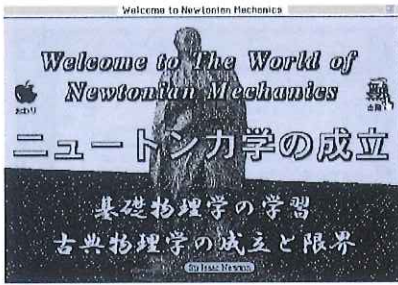 Welcome to Newtonian Mechanics
Welcome to The World of
Newtonian Mechanics
おわり
ニュートン力学の成立
基礎物理学の学習
古典物理学の成立と限界
Sir Isaac Newton